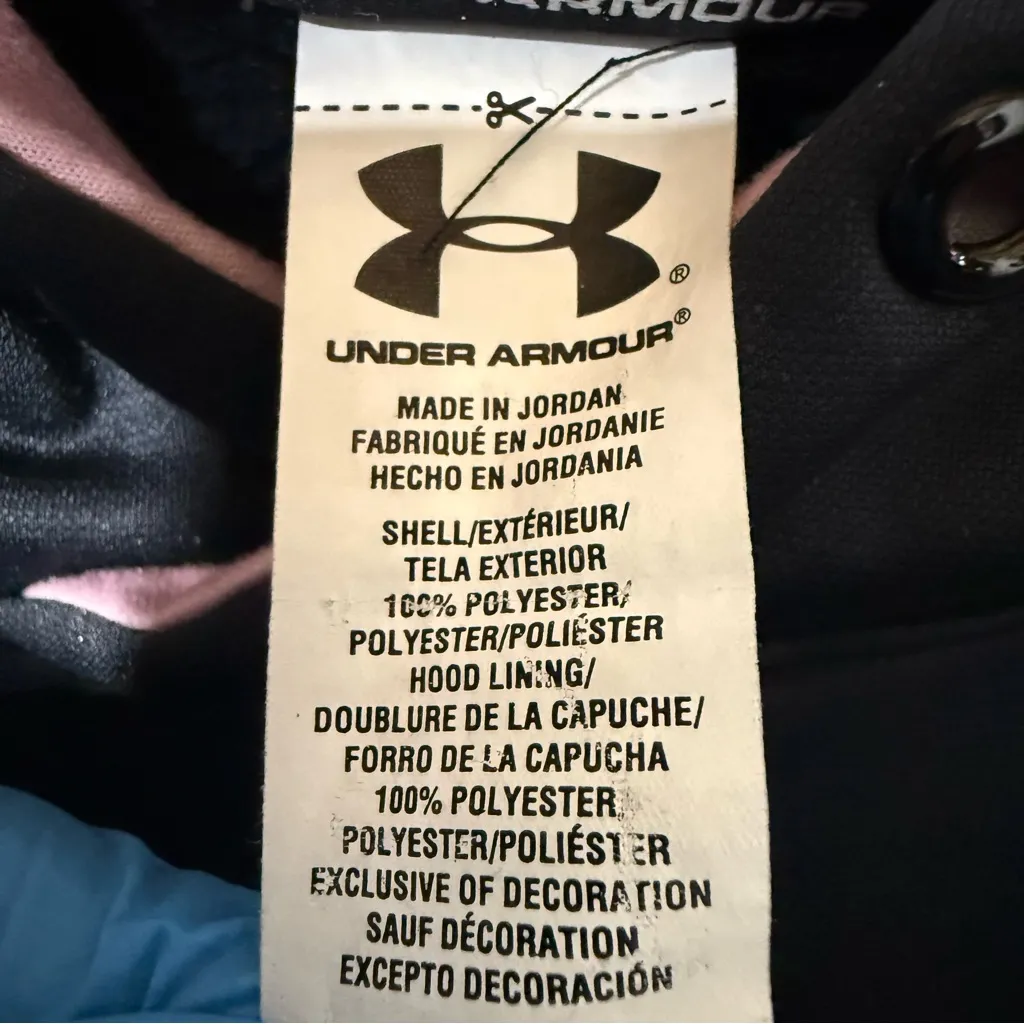 ARMOUR
UNDER ARMOUR®
MADE IN JORDAN
FABRIQUÉ EN JORDANIE
HECHO EN JORDANIA
SHELL/EXTÉRIEUR/
TELA EXTERIOR
100% POLYESTER/
POLYESTER/POLIÉSTER
HOOD LINING/
DOUBLURE DE LA CAPUCHE/
FORRO DE LA CAPUCHA
100% POLYESTER
POLYESTER/POLIÉSTER
EXCLUSIVE OF DECORATION
SAUF DÉCORATION
EXCEPTO DECORACIÓN